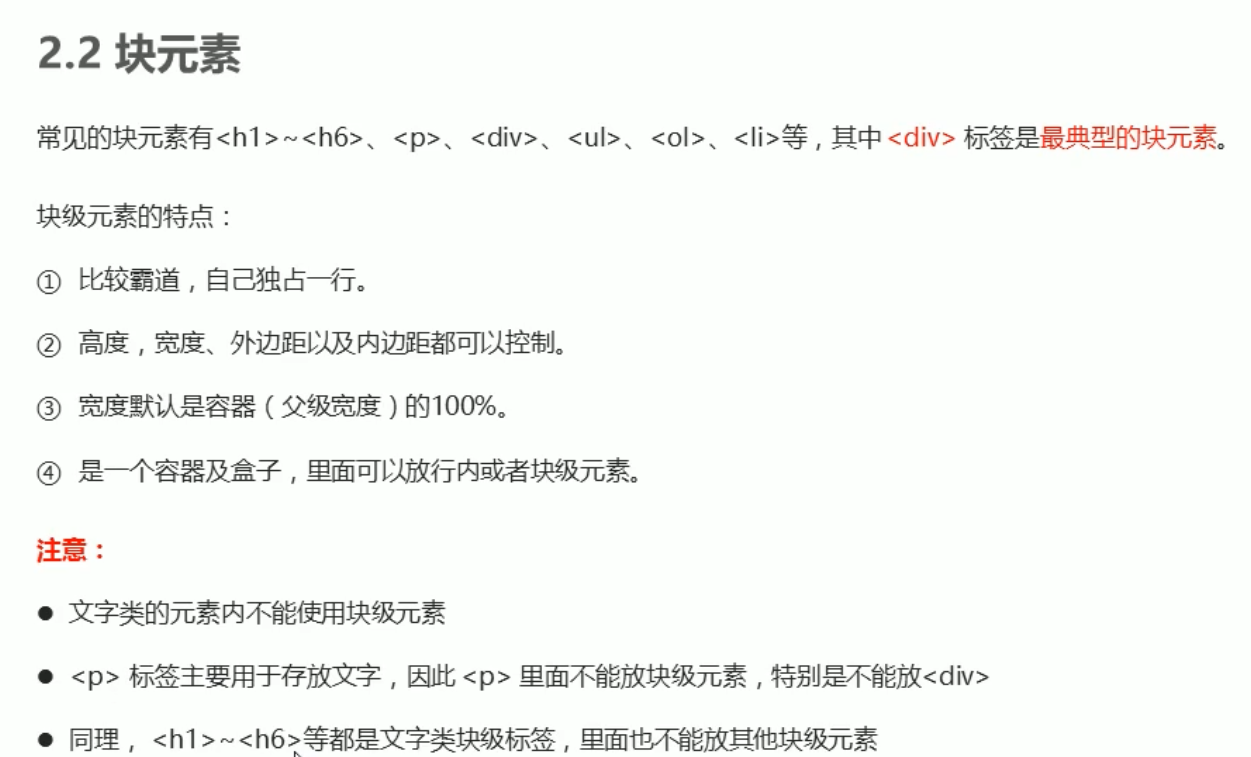 2.2 块元素
常见的块元素有<h1>~<h6>、<p>、<div>、<ul>、<ol>、<li>等，其中<div> 标签是最典型的块元素。
块级元素的特点：
① 比较霸道，自己独占一行。
② 高度，宽度、外边距以及内边距都可以控制。
③ 宽度默认是容器（父级宽度）的100%。
④ 是一个容器及盒子，里面可以放行内或者块级元素。
注意：
● 文字类的元素内不能使用块级元素
● <p> 标签主要用于存放文字，因此 <p> 里面不能放块级元素，特别是不能放<div>
● 同理， <h1>~<h6>等都是文字类块级标签，里面也不能放其他块级元素